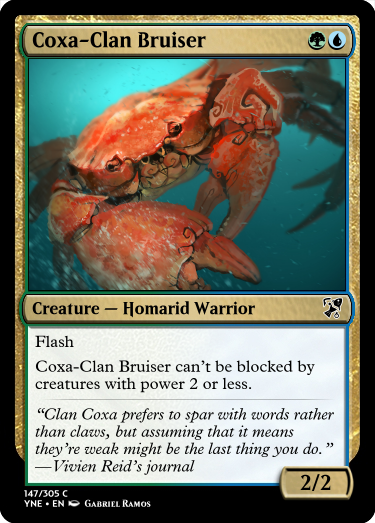 Coxa-Clan Bruiser
Creature — Homarid Warrior
Flash
Coxa-Clan Bruiser can't be blocked by
creatures with power 2 or less.
“Clan Coxa prefers to spar with words rather
than claws, but assuming that it means
they're weak might be the last thing you do.”
—Vivien Reid's journal
2/2
147/305 C
YNE • EN Gabriel Ramos